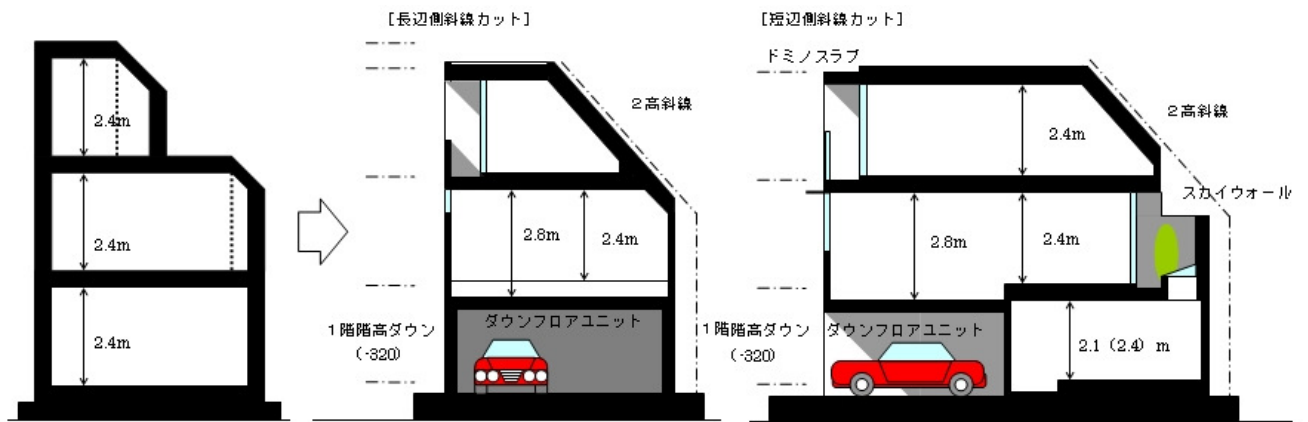 [長辺側斜線カット]
[短辺側斜線カット]
2.4m
2.4m
2.4m
2高斜線
2.8m
2.4m
1階階高ダウン
(-320)
ダウンフロアユニット
ドミノスラブ
2高斜線
2.4m
スカイウォール
2.8m
2.4m
1階階高ダウン
(-320)
ダウンフロアユニット
2.1 (2.4) m